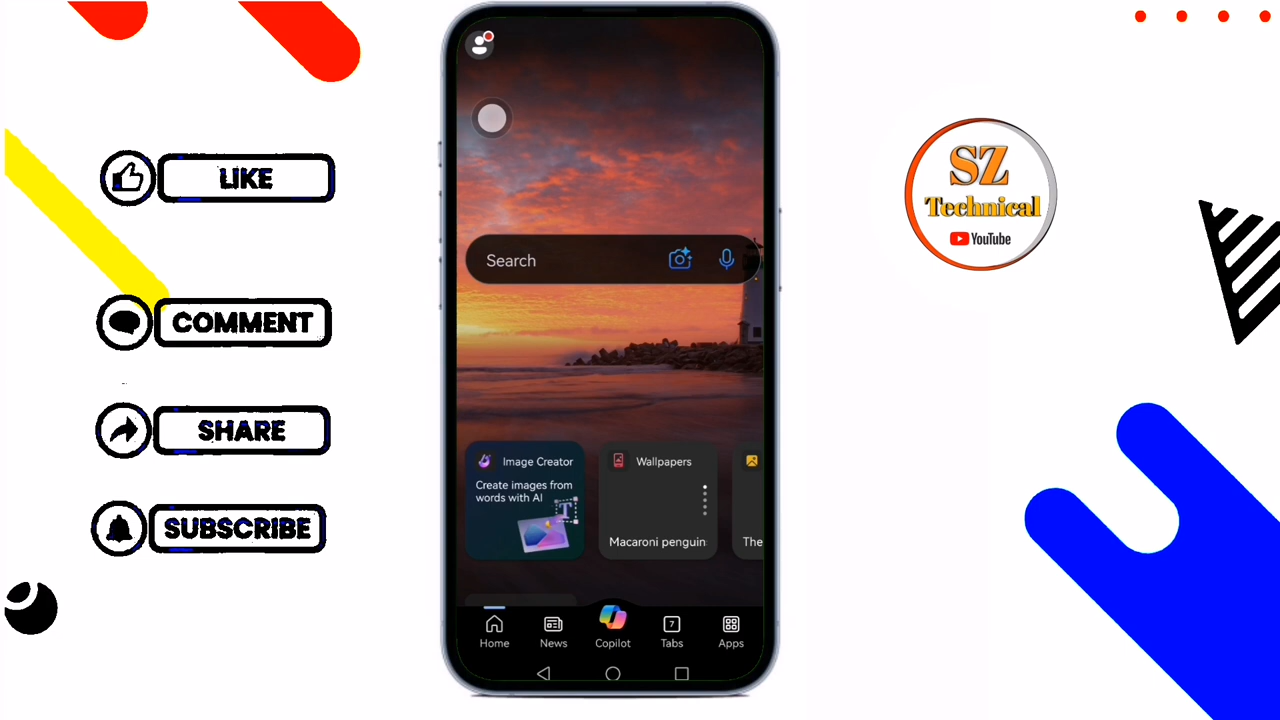 LIKE
COMMENT
SHARE
SUBSCRIBE
Search
Image Creator
Create images from
words with AI
T
Wallpapers
Macaroni penguin
The
Home
News
Copilot
7
Tabs
Apps
SZ
Technical
YouTube